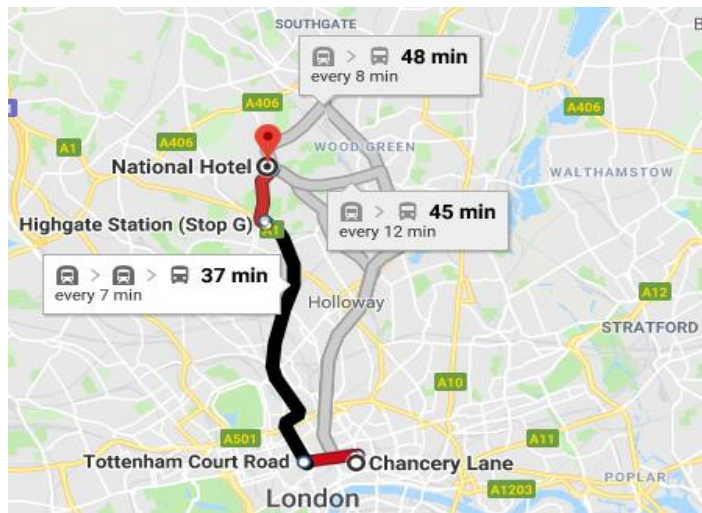 SOUTHGATE
B
> 48 min
every 8 min
A406
A406
A406
A1
WOOD GREEN
National Hotel
WALTHAMSTOW
> 45 min
every 12 min
Highgate Station (Stop G)
A1
> > 37 min
every 7 min
Holloway
A12
STRATFORD
A10
A501
A11
Tottenham Court Road
Chancery Lane
POPLAR
A1203
London